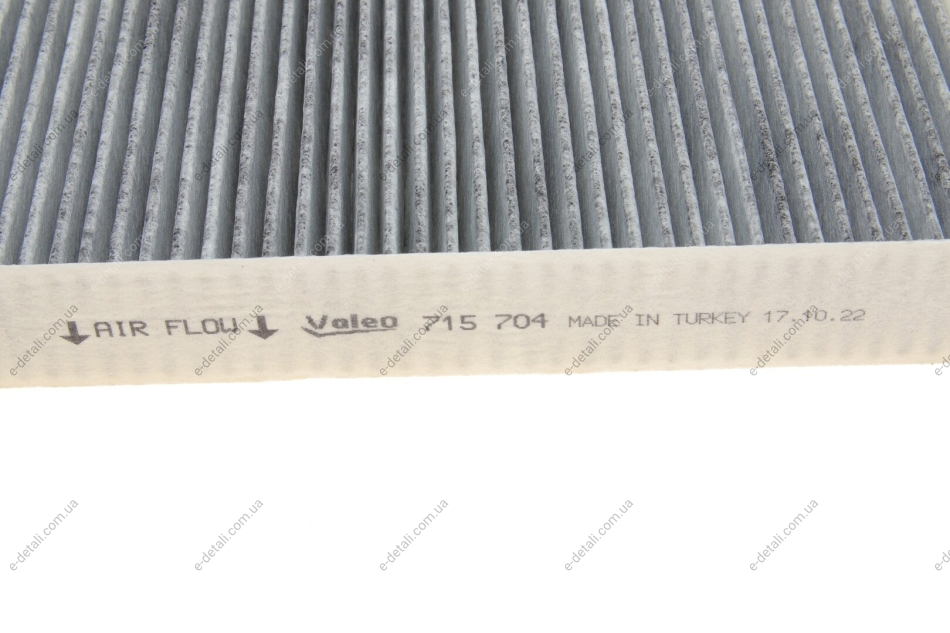 ↓AIR FLOW↓ Valeo 715 704 MADE IN TURKEY 17.10.22
e-detali.com.ua